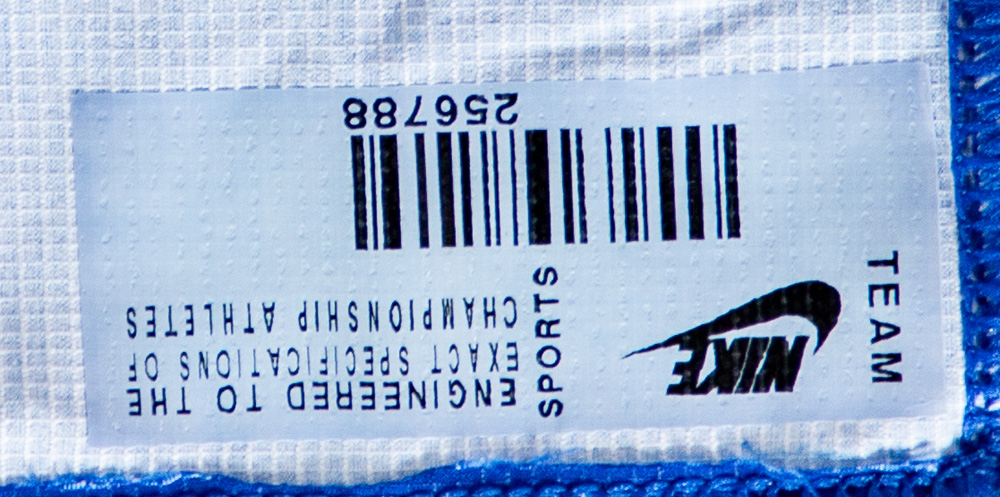 TEAM
NIKE
SPORTS
ENGINEERED TO THE
EXACT SPECIFICATIONS OF
CHAMPIONSHIP ATHLETES
256788